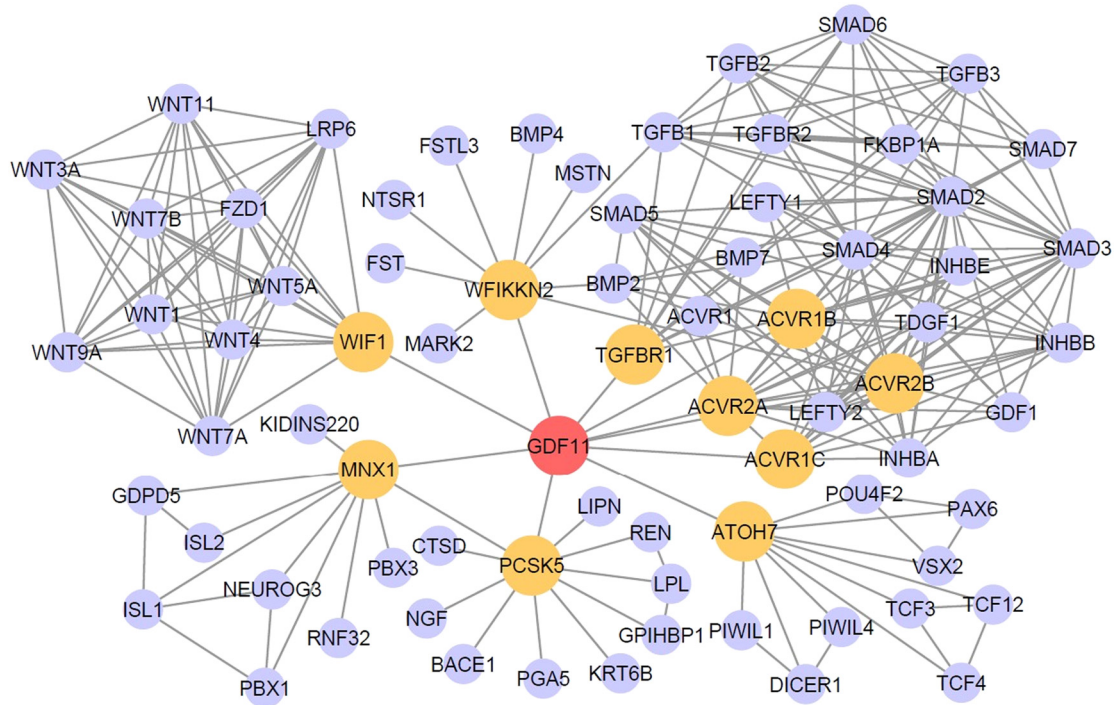 SMAD6
TGFB2
TGFB3
WNT11
LRP6
FSTL3
BMP4
TGFB1
TGFBR2
FKBP1A
SMAD7
WNT3A
MSTN
NTSR1
WNT7B
FZD1
SMAD5
LEFTY1
SMAD2
SMAD4
SMAD3
FST
BMP7
INHBE
WNT5A
WFIKKN2
BMP2
WNT1
WNT4
WNT9A
WIF1
MARK2
ACVR1
ACVR1B
TDGF1
INHBB
TGFBR1
ACVR2B
ACVR2A
LEFTY2
GDF1
WNT7A
KIDINS220
GDF11
ACVR1C
INHBA
MNX1
GDPD5
POU4F2
PAX6
LIPN
ISL2
CTSD
REN
ATOH7
PBX3
PCSK5
VSX2
NEUROG3
LPL
ISL1
TCF3
TCF12
NGF
RNF32
GPIHBP1
PIWIL1
PIWIL4
BACE1
PGA5
KRT6B
PBX1
DICER1
TCF4